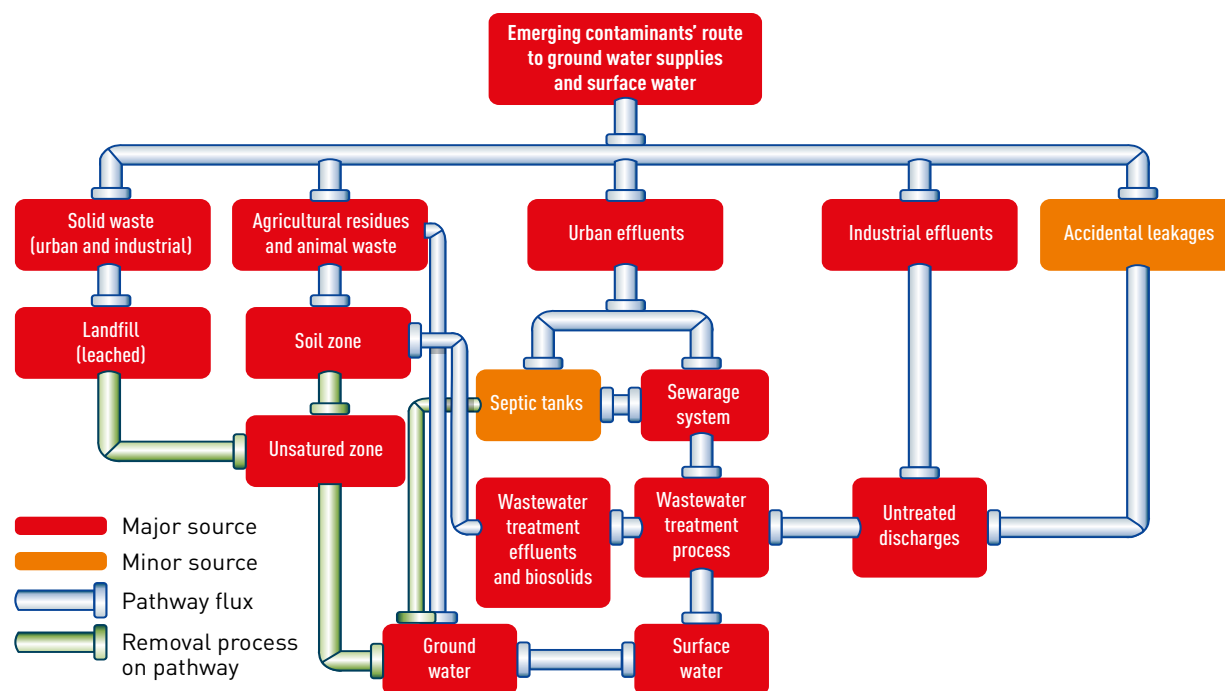 Emerging contaminants’ route
to ground water supplies
and surface water
Solid waste
(urban and industrial)
Agricultural residues
and animal waste
Urban effluents
Industrial effluents
Accidental leakages
Landfill
(leached)
Soil zone
Septic tanks
Sewarage
system
Unsatured zone
Wastewater
treatment
effluents
and biosolids
Wastewater
treatment
process
Untreated
discharges
Ground
water
Surface
water
Major source
Minor source
Pathway flux
Removal process
on pathway